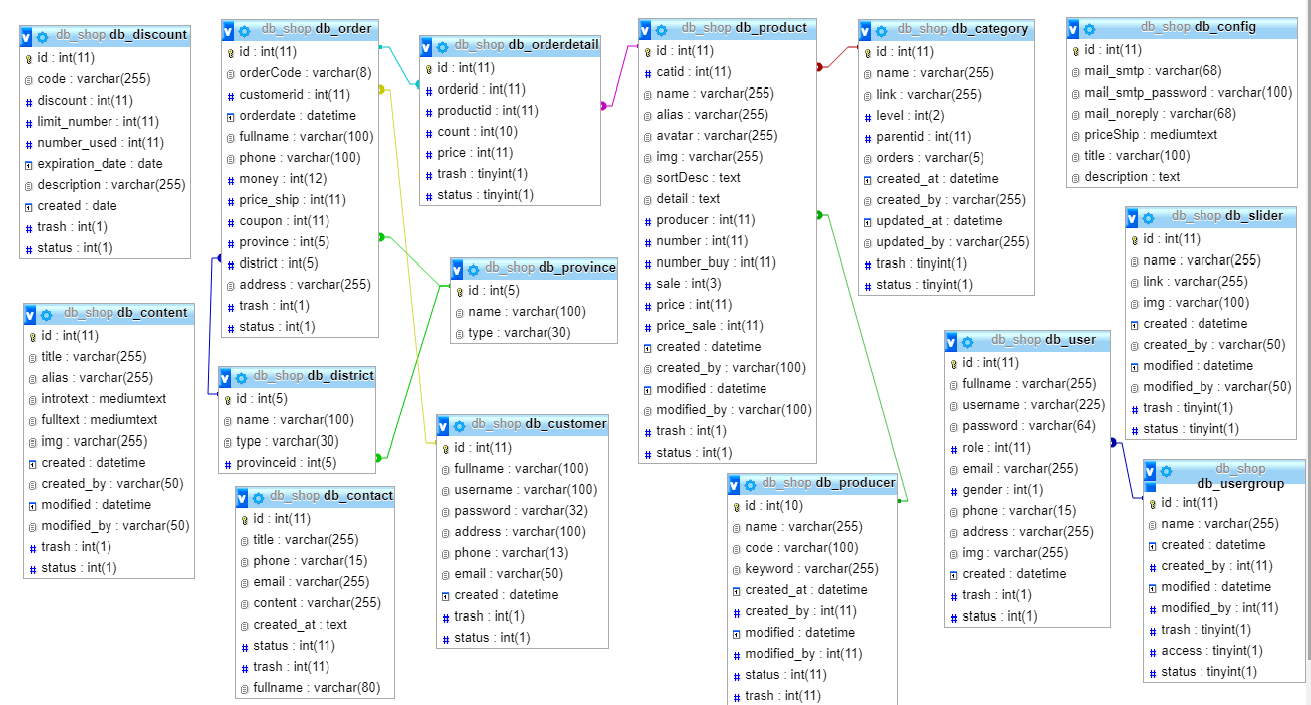 db_shop db_discount
id : int(11)
code : varchar(255)
discount : int(11)
limit_number : int(11)
number_used : int(11)
expiration_date : date
description : varchar(255)
created : date
trash : int(1)
status : int(1)
db_shop db_order
id : int(11)
orderCode : varchar(8)
customerid : int(11)
orderdate : datetime
fullname : varchar(100)
phone : varchar(100)
money : int(12)
price_ship : int(11)
coupon : int(11)
province : int(5)
district : int(5)
address : varchar(255)
trash : int(1)
status : int(1)
db_shop db_orderdetail
id : int(11)
orderid : int(11)
productid : int(11)
count : int(10)
price : int(11)
trash : tinyint(1)
status : tinyint(1)
db_shop db_product
id : int(11)
catid : int(11)
name : varchar(255)
alias : varchar(255)
avatar : varchar(255)
img : varchar(255)
sortDesc : text
detail : text
producer : int(11)
number : int(11)
number_buy : int(11)
sale : int(3)
price : int(11)
price_sale : int(11)
created : datetime
created_by : varchar(100)
modified : datetime
modified_by : varchar(100)
trash : int(1)
status : int(1)
db_shop db_category
id : int(11)
name : varchar(255)
link : varchar(255)
level : int(2)
parentid : int(11)
orders : varchar(5)
created_at : datetime
created_by : varchar(255)
updated_at : datetime
updated_by : varchar(255)
trash : tinyint(1)
status : tinyint(1)
db_shop db_config
id : int(11)
mail_smtp : varchar(68)
mail_smtp_password : varchar(100)
mail_noreply : varchar(68)
priceShip : mediumtext
title : varchar(100)
description : text
db_shop db_slider
id : int(11)
name : varchar(255)
link : varchar(255)
img : varchar(100)
created : datetime
created_by : varchar(50)
modified : datetime
modified_by : varchar(50)
trash : tinyint(1)
status : tinyint(1)
db_shop db_province
id : int(5)
name : varchar(100)
type : varchar(30)
db_shop db_content
id : int(11)
title : varchar(255)
alias : varchar(255)
introtext : mediumtext
fulltext : mediumtext
img : varchar(255)
created : datetime
created_by : varchar(50)
modified : datetime
modified_by : varchar(50)
trash : int(1)
status : int(1)
db_shop db_district
id : int(5)
name : varchar(100)
type : varchar(30)
provinceid : int(5)
db_shop db_customer
id : int(11)
fullname : varchar(100)
username : varchar(100)
password : varchar(32)
address : varchar(100)
phone : varchar(13)
email : varchar(50)
created : datetime
trash : int(1)
status : int(1)
db_shop db_user
id : int(11)
fullname : varchar(255)
username : varchar(225)
password : varchar(64)
role : int(11)
email : varchar(255)
gender : int(1)
phone : varchar(15)
address : varchar(255)
img : varchar(255)
created : datetime
trash : int(1)
status : int(1)
db_shop db_contact
id : int(11)
title : varchar(255)
phone : varchar(15)
email : varchar(255)
content : varchar(255)
created_at : text
status : int(11)
trash : int(11)
fullname : varchar(80)
db_shop db_producer
id : int(10)
name : varchar(255)
code : varchar(100)
keyword : varchar(255)
created_at : datetime
created_by : int(11)
modified : datetime
modified_by : int(11)
status : int(11)
trash : int(11)
db_shop
db_usergroup
id : int(11)
name : varchar(255)
created : datetime
created_by : int(11)
modified : datetime
modified_by : int(11)
trash : tinyint(1)
access : tinyint(1)
status : tinyint(1)